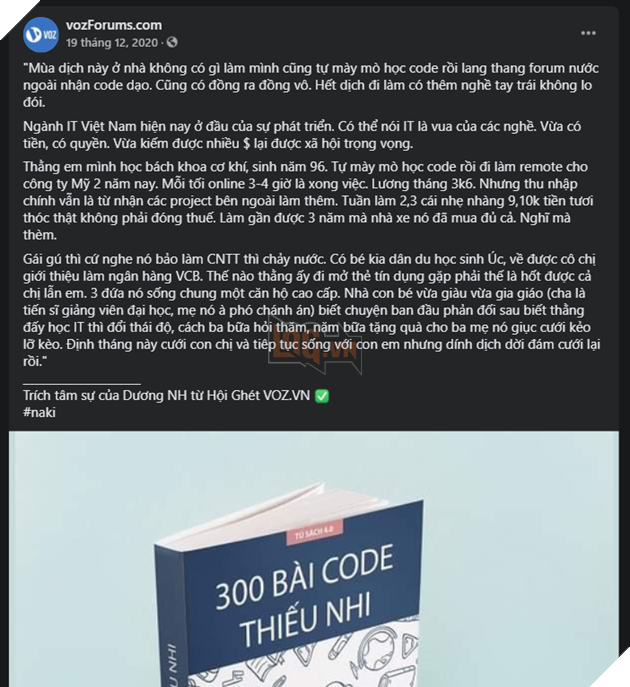 vozForums.com
VOZ
19 tháng 12, 2020 ·
"Mùa dịch này ở nhà không có gì làm mình cũng tự mày mò học code rồi lang thang forum nước
ngoài nhận code dạo. Cũng có đồng ra đồng vô. Hết dịch đi làm có thêm nghề tay trái không lo
đói.
Ngành IT Việt Nam hiện nay ở đầu của sự phát triển. Có thể nói IT là vua của các nghề. Vừa có
tiền, có quyền. Vừa kiếm được nhiều $ lại được xã hội trọng vọng.
Thằng em mình học bách khoa cơ khí, sinh năm 96. Tự mày mò học code rồi đi làm remote cho
công ty Mỹ 2 năm nay. Mỗi tối online 3-4 giờ là xong việc. Lương tháng 3k6. Nhưng thu nhập
chính vẫn là từ nhận các project bên ngoài làm thêm. Tuần làm 2,3 cái nhẹ nhàng 9,10k tiền tươi
thóc thật không phải đóng thuế. Làm gần được 3 năm mà nhà xe nó đã mua đủ cả. Nghĩ mà
thèm.
Gái gú thì cứ nghe nó bảo làm CNTT thì chảy nước. Có bé kia dân du học sinh Úc, về được cô chị
giới thiệu làm ngân hàng VCB. Thế nào thằng ấy đi mở thẻ tín dụng gặp phải thế là hốt được cả
chị lẫn em. 3 đứa nó sống chung một căn hộ cao cấp. Nhà con bé vừa giàu vừa gia giáo (cha là
tiến sĩ giảng viên đại học, mẹ nó à phó chánh án) biết chuyện ban đầu phản đối sau biết thằng
đấy học IT thì đổi thái độ, cách ba bữa hỏi thăm, năm bữa tặng quà cho ba mẹ nó giục cưới kẻo
lỡ kèo. Định tháng này cưới con chị và tiếp tục sống với con em nhưng dính dịch dời đám cưới lại
rồi."
Trích tâm sự của Dương NH từ Hội Ghét VOZ.VN
#naki
TỦ SÁCH 4.0
300 BÀI CODE
THIẾU NHI
U NHI